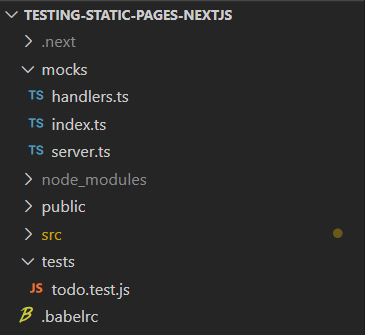 TESTING-STATIC-PAGES-NEXTJS
.next
mocks
TS handlers.ts
TS index.ts
TS server.ts
node_modules
public
src
tests
JS todo.test.js
.babelrc